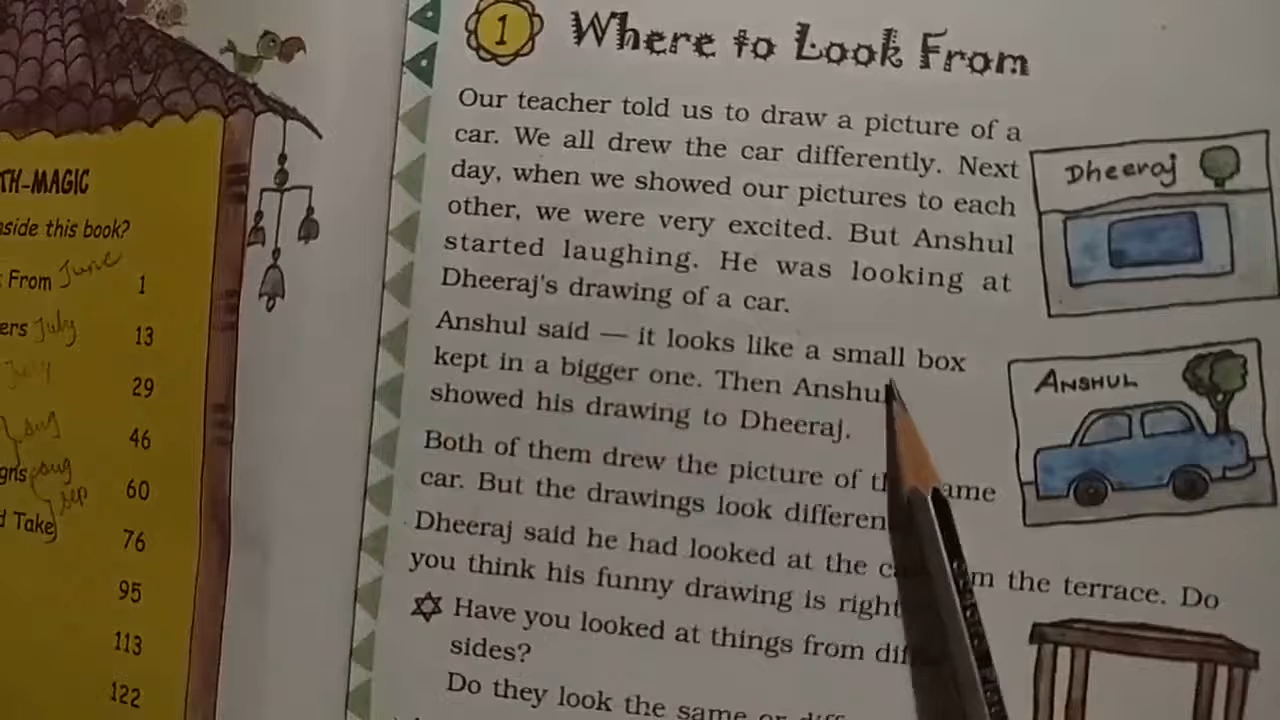 TH-MAGIC
nside this book?
From June 1
ers July 13
July 29
Aug 46
gns Aug 60
Sep
d Take 76
95
113
122
1 Where to Look From
Our teacher told us to draw a picture of a
car. We all drew the car differently. Next
day, when we showed our pictures to each
other, we were very excited. But Anshul
started laughing. He was looking at
Dheeraj's drawing of a car.
Dheeraj
Anshul said — it looks like a small box
kept in a bigger one. Then Anshul
showed his drawing to Dheeraj.
ANSHUL
Both of them drew the picture of th ame
car. But the drawings look differen
Dheeraj said he had looked at the c m the terrace. Do
you think his funny drawing is right
Have you looked at things from dif
sides?
Do they look the same or diff